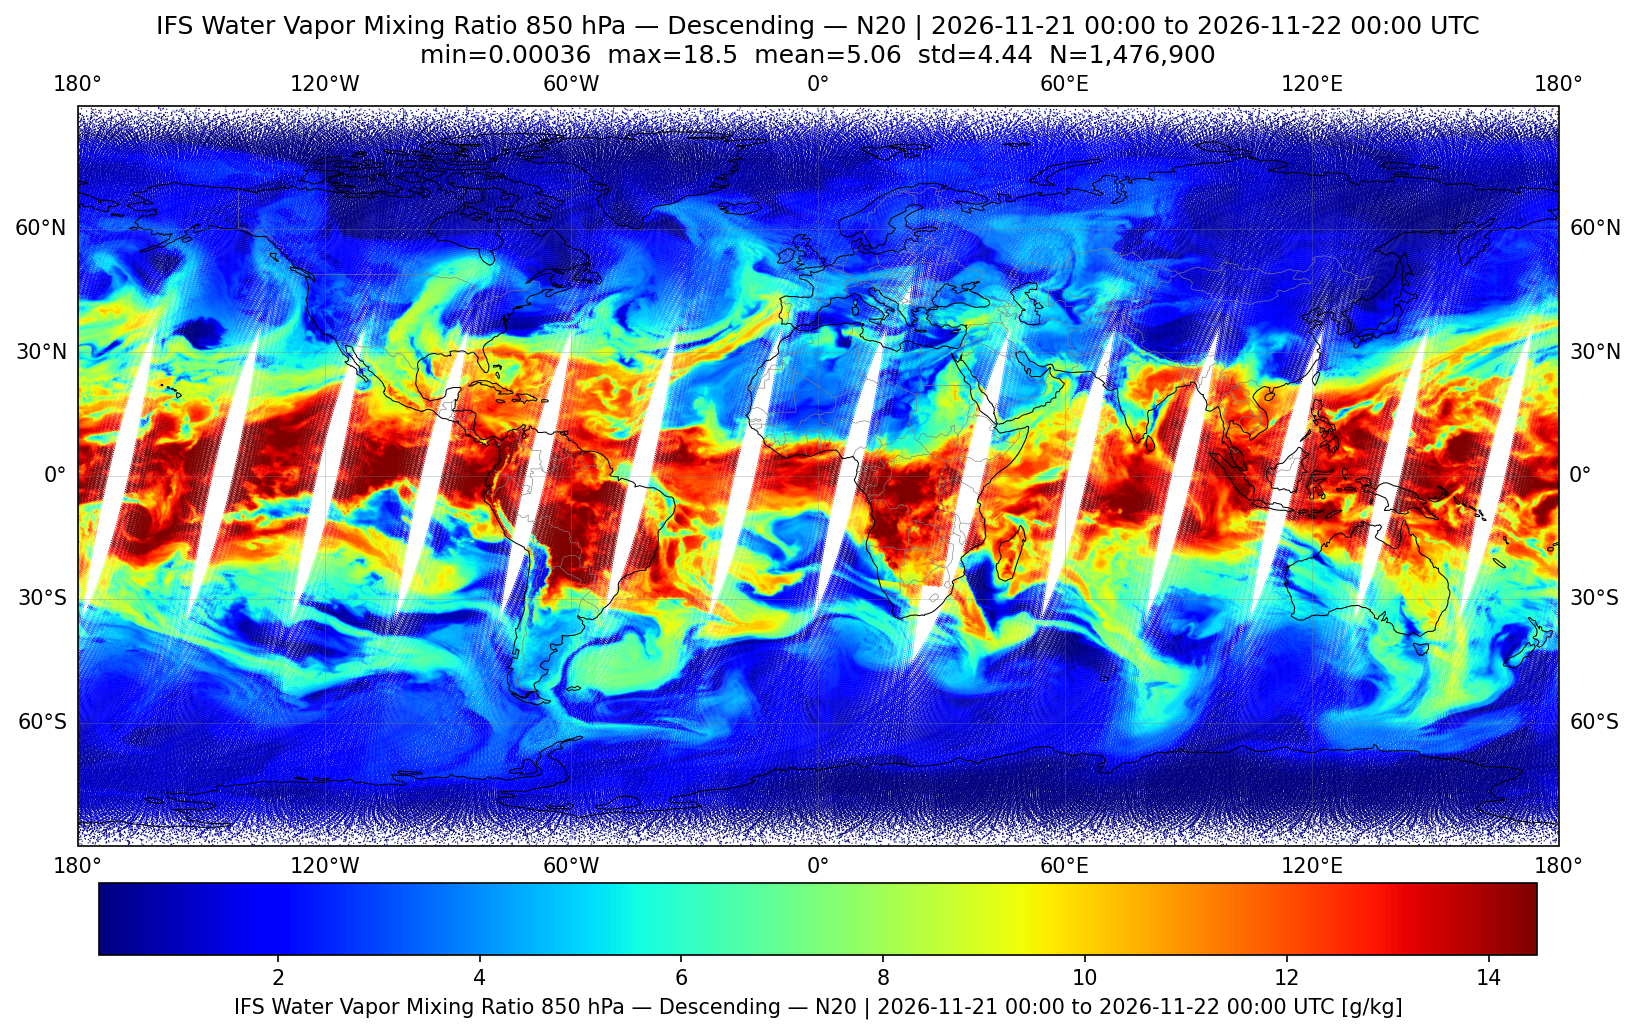 IFS Water Vapor Mixing Ratio 850 hPa — Descending — N20 | 2026-11-21 00:00 to 2026-11-22 00:00 UTC
min=0.00036  max=18.5  mean=5.06  std=4.44  N=1,476,900
180° 120°W 60°W 0° 60°E 120°E 180°
60°N 60°N
30°N 30°N
0° 0°
30°S 30°S
60°S 60°S
180° 120°W 60°W 0° 60°E 120°E 180°
2 4 6 8 10 12 14
IFS Water Vapor Mixing Ratio 850 hPa — Descending — N20 | 2026-11-21 00:00 to 2026-11-22 00:00 UTC [g/kg]